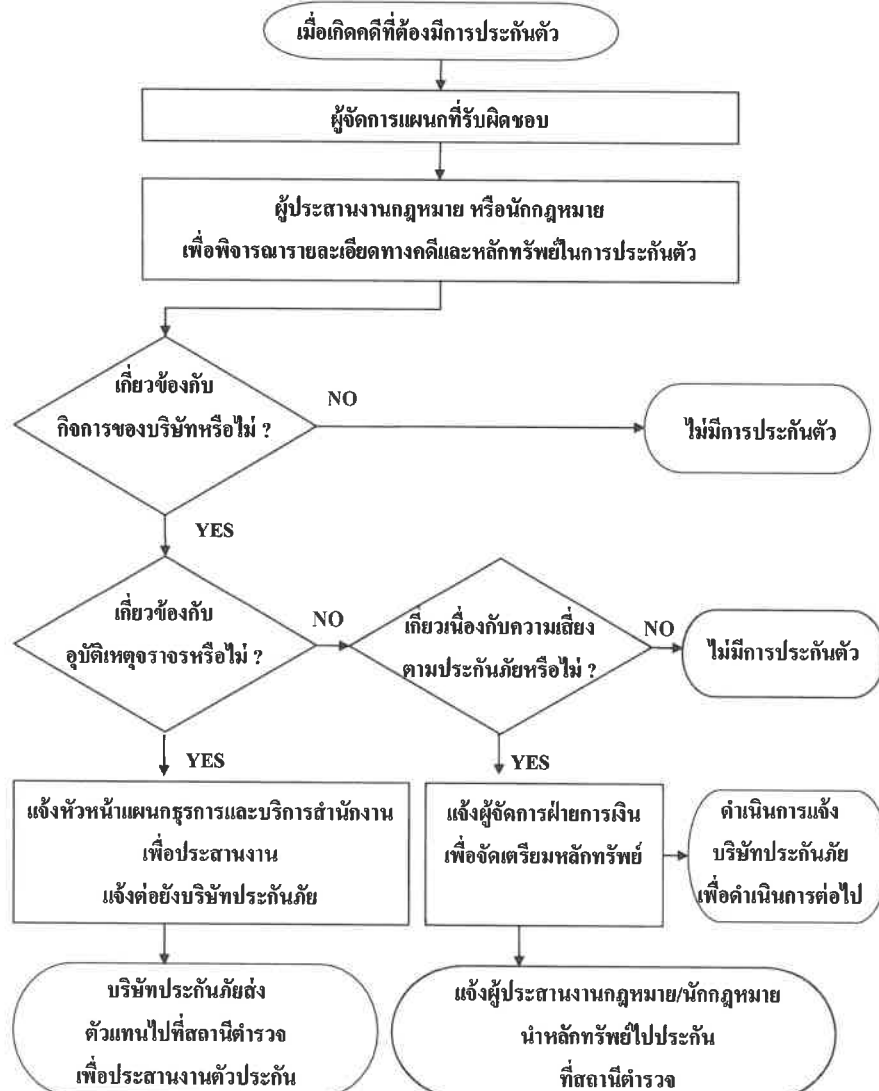 เมื่อเกิดคดีที่ต้องมีการประกันตัว
ผู้จัดการแผนกที่รับผิดชอบ
ผู้ประสานงานกฎหมาย หรือนักกฎหมาย
เพื่อพิจารณารายละเอียดทางคดีและหลักทรัพย์ในการประกันตัว
เกี่ยวข้องกับ
กิจการของบริษัทหรือไม่ ?
NO
ไม่มีการประกันตัว
YES
เกี่ยวข้องกับ
อุบัติเหตุจราจรหรือไม่ ?
NO
เกี่ยวเนื่องกับความเสี่ยง
ตามประกันภัยหรือไม่ ?
NO
ไม่มีการประกันตัว
YES
YES
แจ้งหัวหน้าแผนกธุรการและบริการสำนักงาน
เพื่อประสานงาน
แจ้งต่อยังบริษัทประกันภัย
แจ้งผู้จัดการฝ่ายการเงิน
เพื่อจัดเตรียมหลักทรัพย์
ดำเนินการแจ้ง
บริษัทประกันภัย
เพื่อดำเนินการต่อไป
บริษัทประกันภัยส่ง
ตัวแทนไปที่สถานีตำรวจ
เพื่อประสานงานตัวประกัน
แจ้งผู้ประสานงานกฎหมาย/นักกฎหมาย
นำหลักทรัพย์ไปประกัน
ที่สถานีตำรวจ